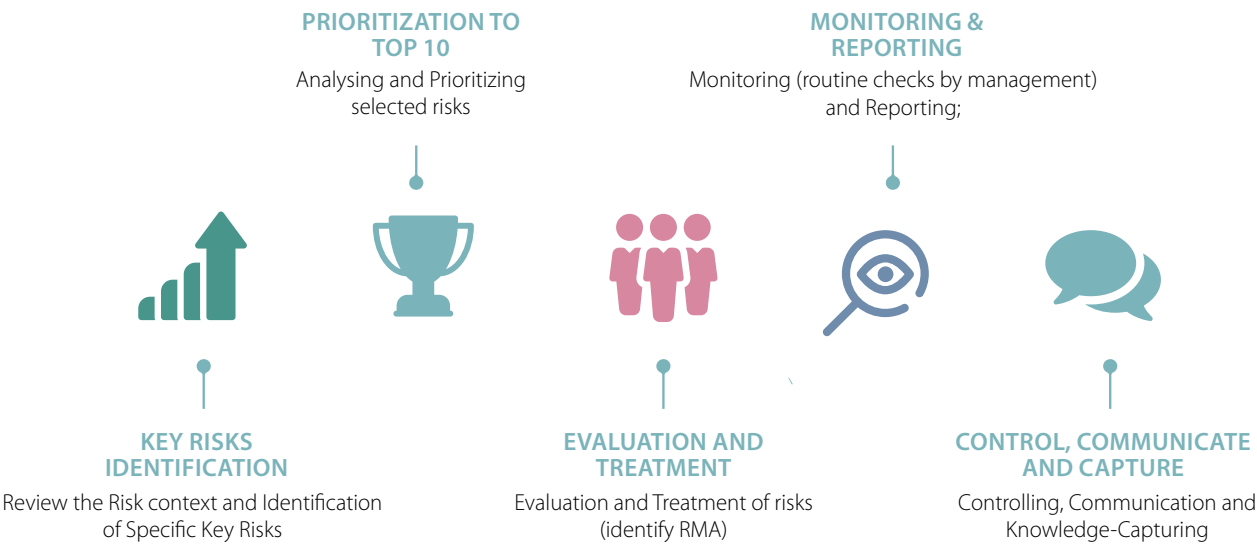 PRIORITIZATION TO
TOP 10
Analysing and Prioritizing
selected risks
MONITORING &
REPORTING
Monitoring (routine checks by management)
and Reporting;
KEY RISKS
IDENTIFICATION
Review the Risk context and Identification
of Specific Key Risks
EVALUATION AND
TREATMENT
Evaluation and Treatment of risks
(identify RMA)
CONTROL, COMMUNICATE
AND CAPTURE
Controlling, Communication and
Knowledge-Capturing